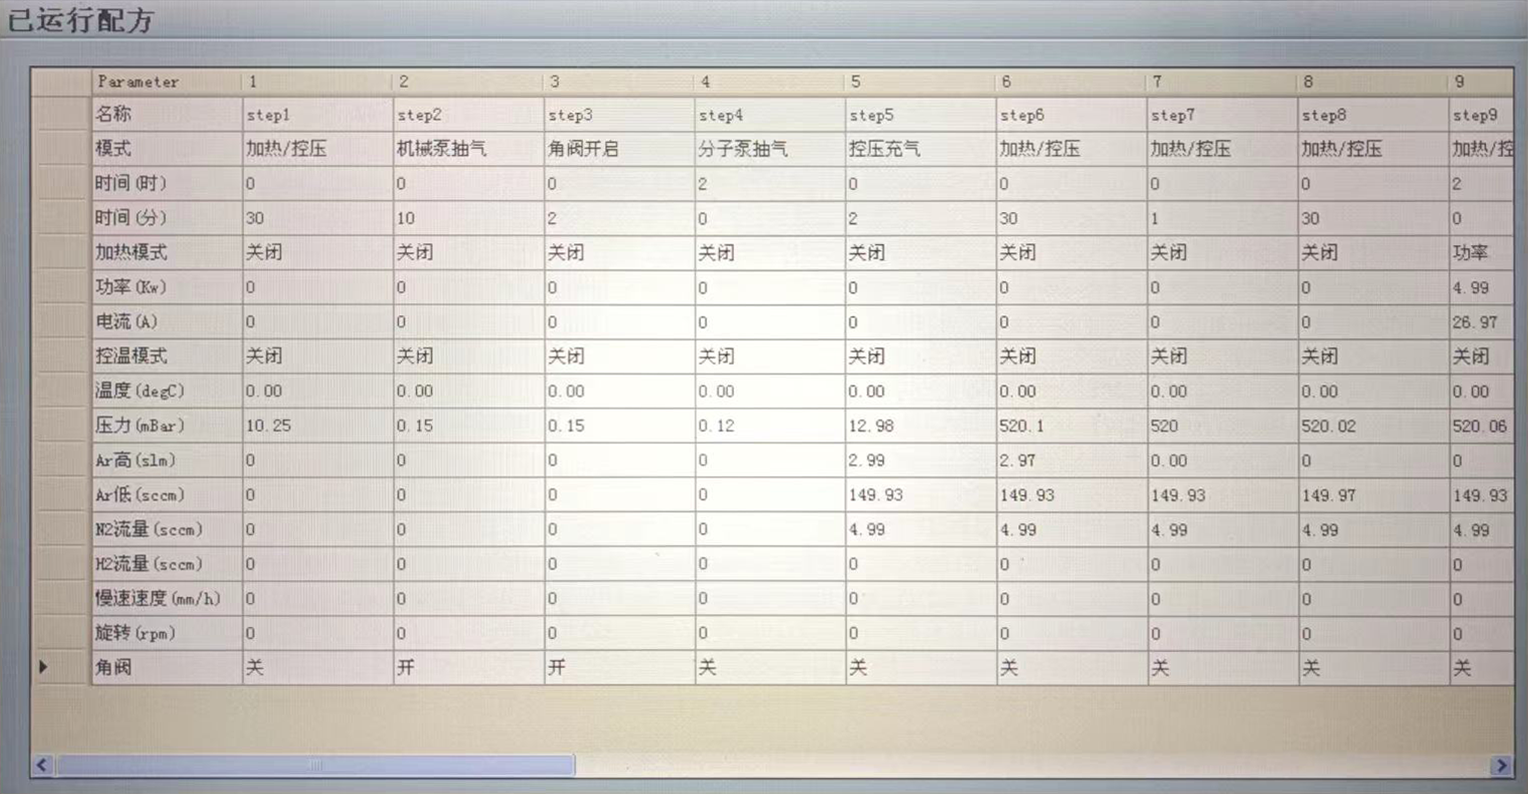 已运行配方
Parameter 1 2 3 4 5 6 7 8 9
名称 step1 step2 step3 step4 step5 step6 step7 step8 step9
模式 加热/控压 机械泵抽气 角阀开启 分子泵抽气 控压充气 加热/控压 加热/控压 加热/控压 加热/控
时间(时) 0 0 0 2 0 0 0 0 2
时间(分) 30 10 2 0 2 30 1 30 0
加热模式 关闭 关闭 关闭 关闭 关闭 关闭 关闭 关闭 功率
功率(Kw) 0 0 0 0 0 0 0 0 4.99
电流(A) 0 0 0 0 0 0 0 0 26.97
控温模式 关闭 关闭 关闭 关闭 关闭 关闭 关闭 关闭 关闭
温度(degC) 0.00 0.00 0.00 0.00 0.00 0.00 0.00 0.00 0.00
压力(mBar) 10.25 0.15 0.15 0.12 12.98 520.1 520 520.02 520.06
Ar高(slm) 0 0 0 0 2.99 2.97 0.00 0 0
Ar低(sccm) 0 0 0 0 149.93 149.93 149.93 149.97 149.93
N2流量(sccm) 0 0 0 0 4.99 4.99 4.99 4.99 4.99
H2流量(sccm) 0 0 0 0 0 0 0 0 0
慢速速度(mm/h) 0 0 0 0 0 0 0 0 0
旋转(rpm) 0 0 0 0 0 0 0 0 0
角阀 关 开 开 关 关 关 关 关 关